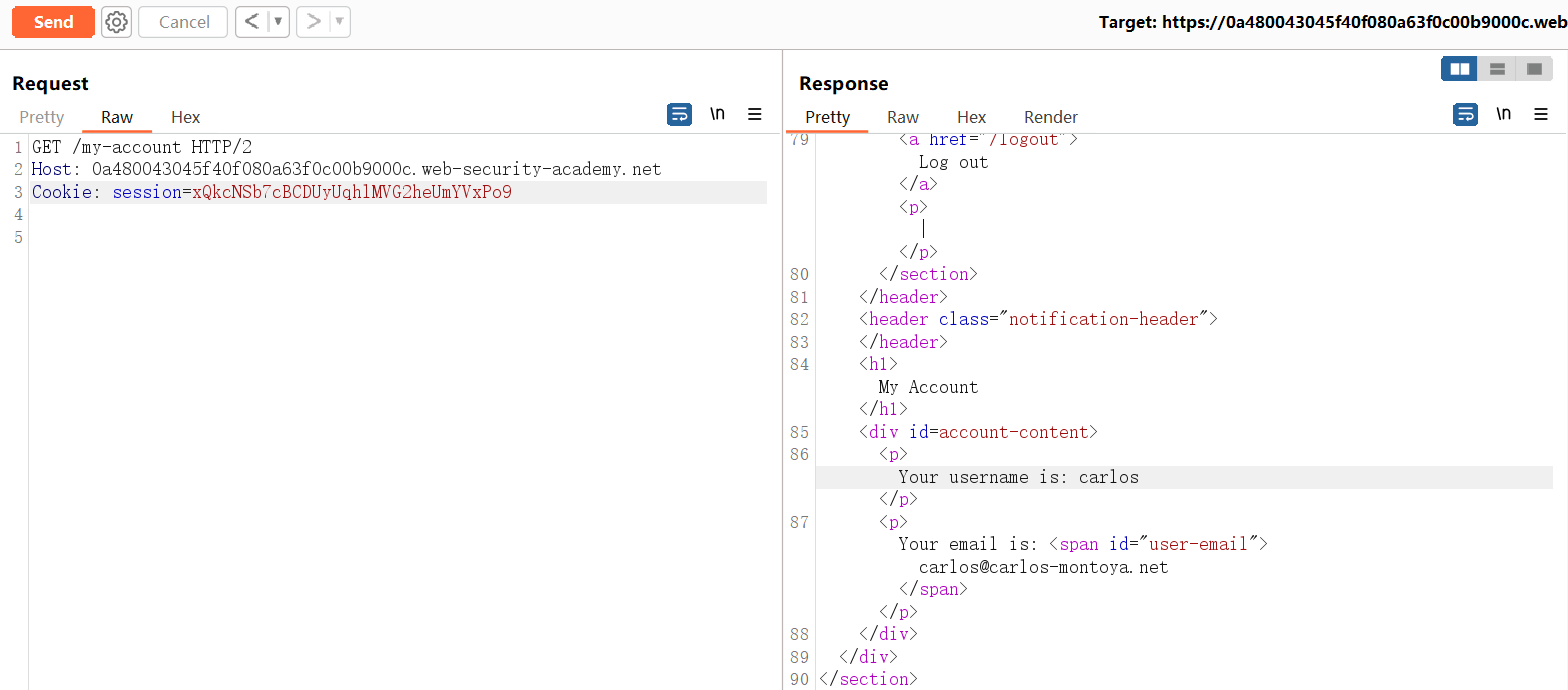 Send
Cancel
< ▼
> ▼
Target: https://0a480043045f40f080a63f0c00b9000c.web
Request
Pretty Raw Hex
\n
1 GET /my-account HTTP/2
2 Host: 0a480043045f40f080a63f0c00b9000c.web-security-academy.net
3 Cookie: session=xQkcNSb7cBCDUyUqhlMVG2heUmYVxPo9
4
5
Response
Pretty Raw Hex Render
\n
79 <a href="/logout">
Log out
</a>
<p>
|
</p>
80 </section>
81 </header>
82 <header class="notification-header">
83 </header>
84 <h1>
My Account
</h1>
85 <div id=account-content>
86 <p>
Your username is: carlos
</p>
87 <p>
Your email is: <span id="user-email">
carlos@carlos-montoya.net
</span>
</p>
88 </div>
89 </div>
90 </section>